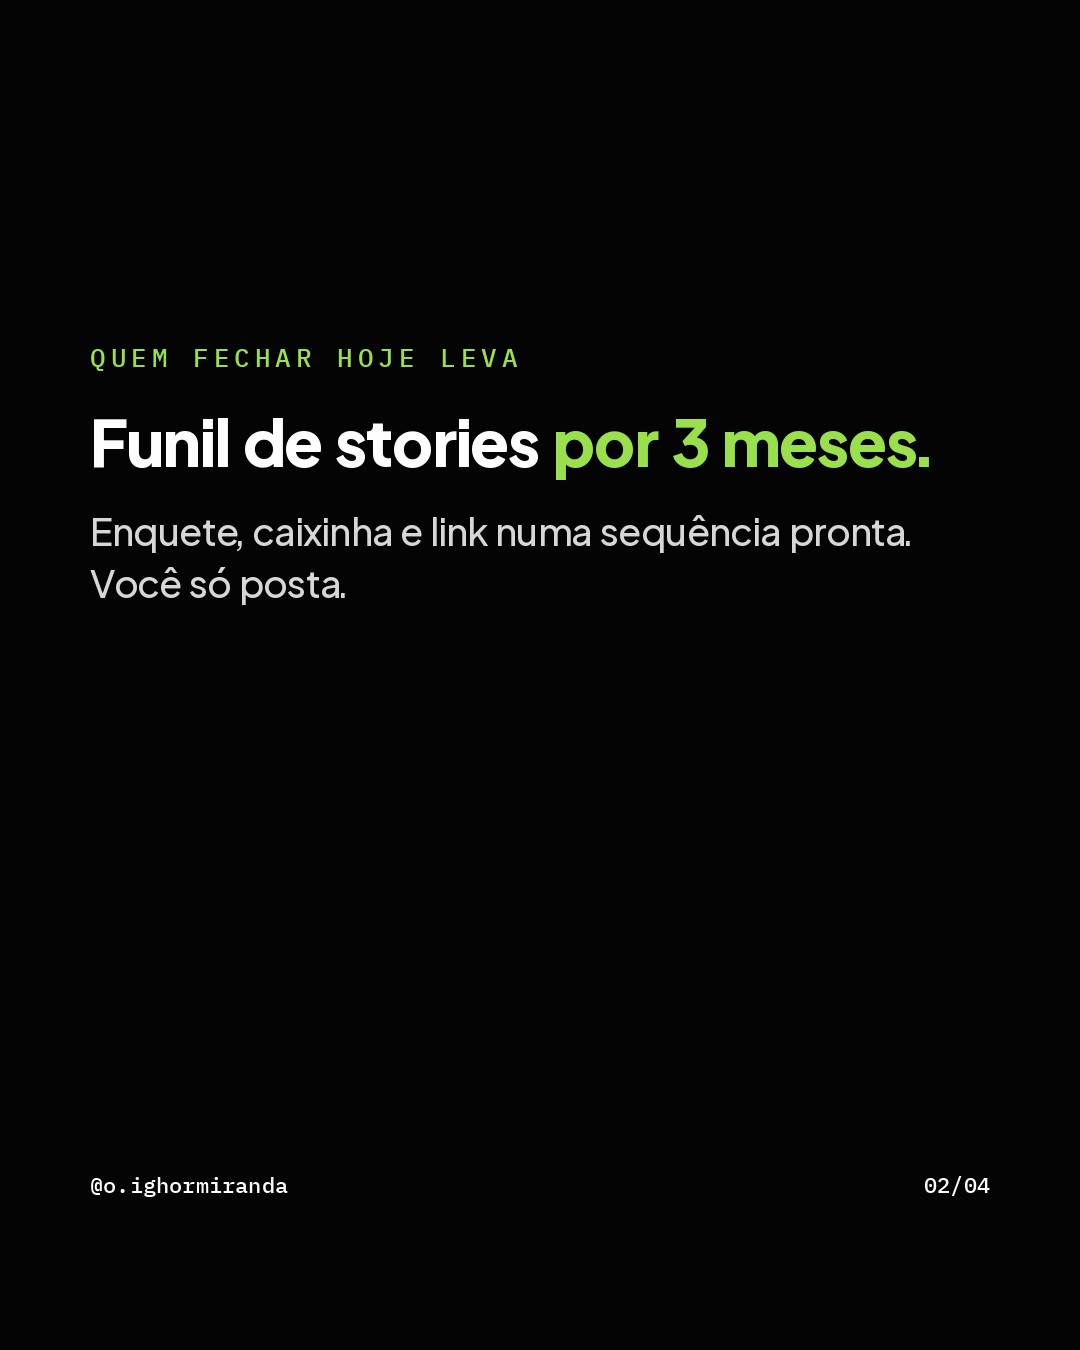 QUEM FECHAR HOJE LEVA
Funil de stories por 3 meses.
Enquete, caixinha e link numa sequência pronta.
Você só posta.
@o.ighormiranda
02/04